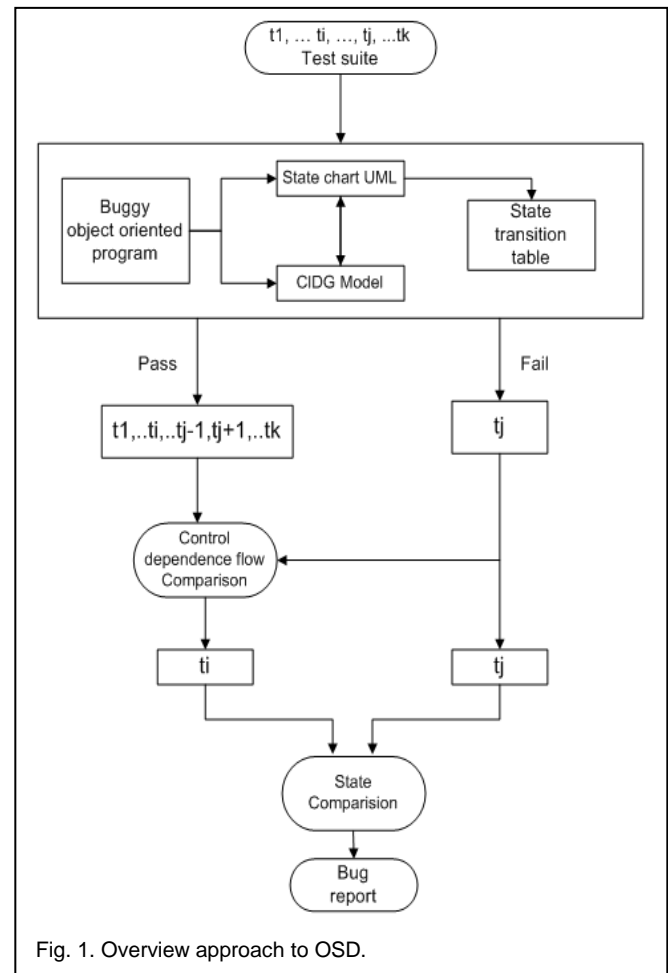 t1, ... ti, ..., tj, ...tk
Test suite
State chart UML
Buggy
object oriented
program
State
transition
table
CIDG Model
Pass
Fail
t1,..ti,..tj-1,tj+1,..tk
tj
Control
dependence flow
Comparison
ti
tj
State
Comparision
Bug
report
Fig. 1. Overview approach to OSD.